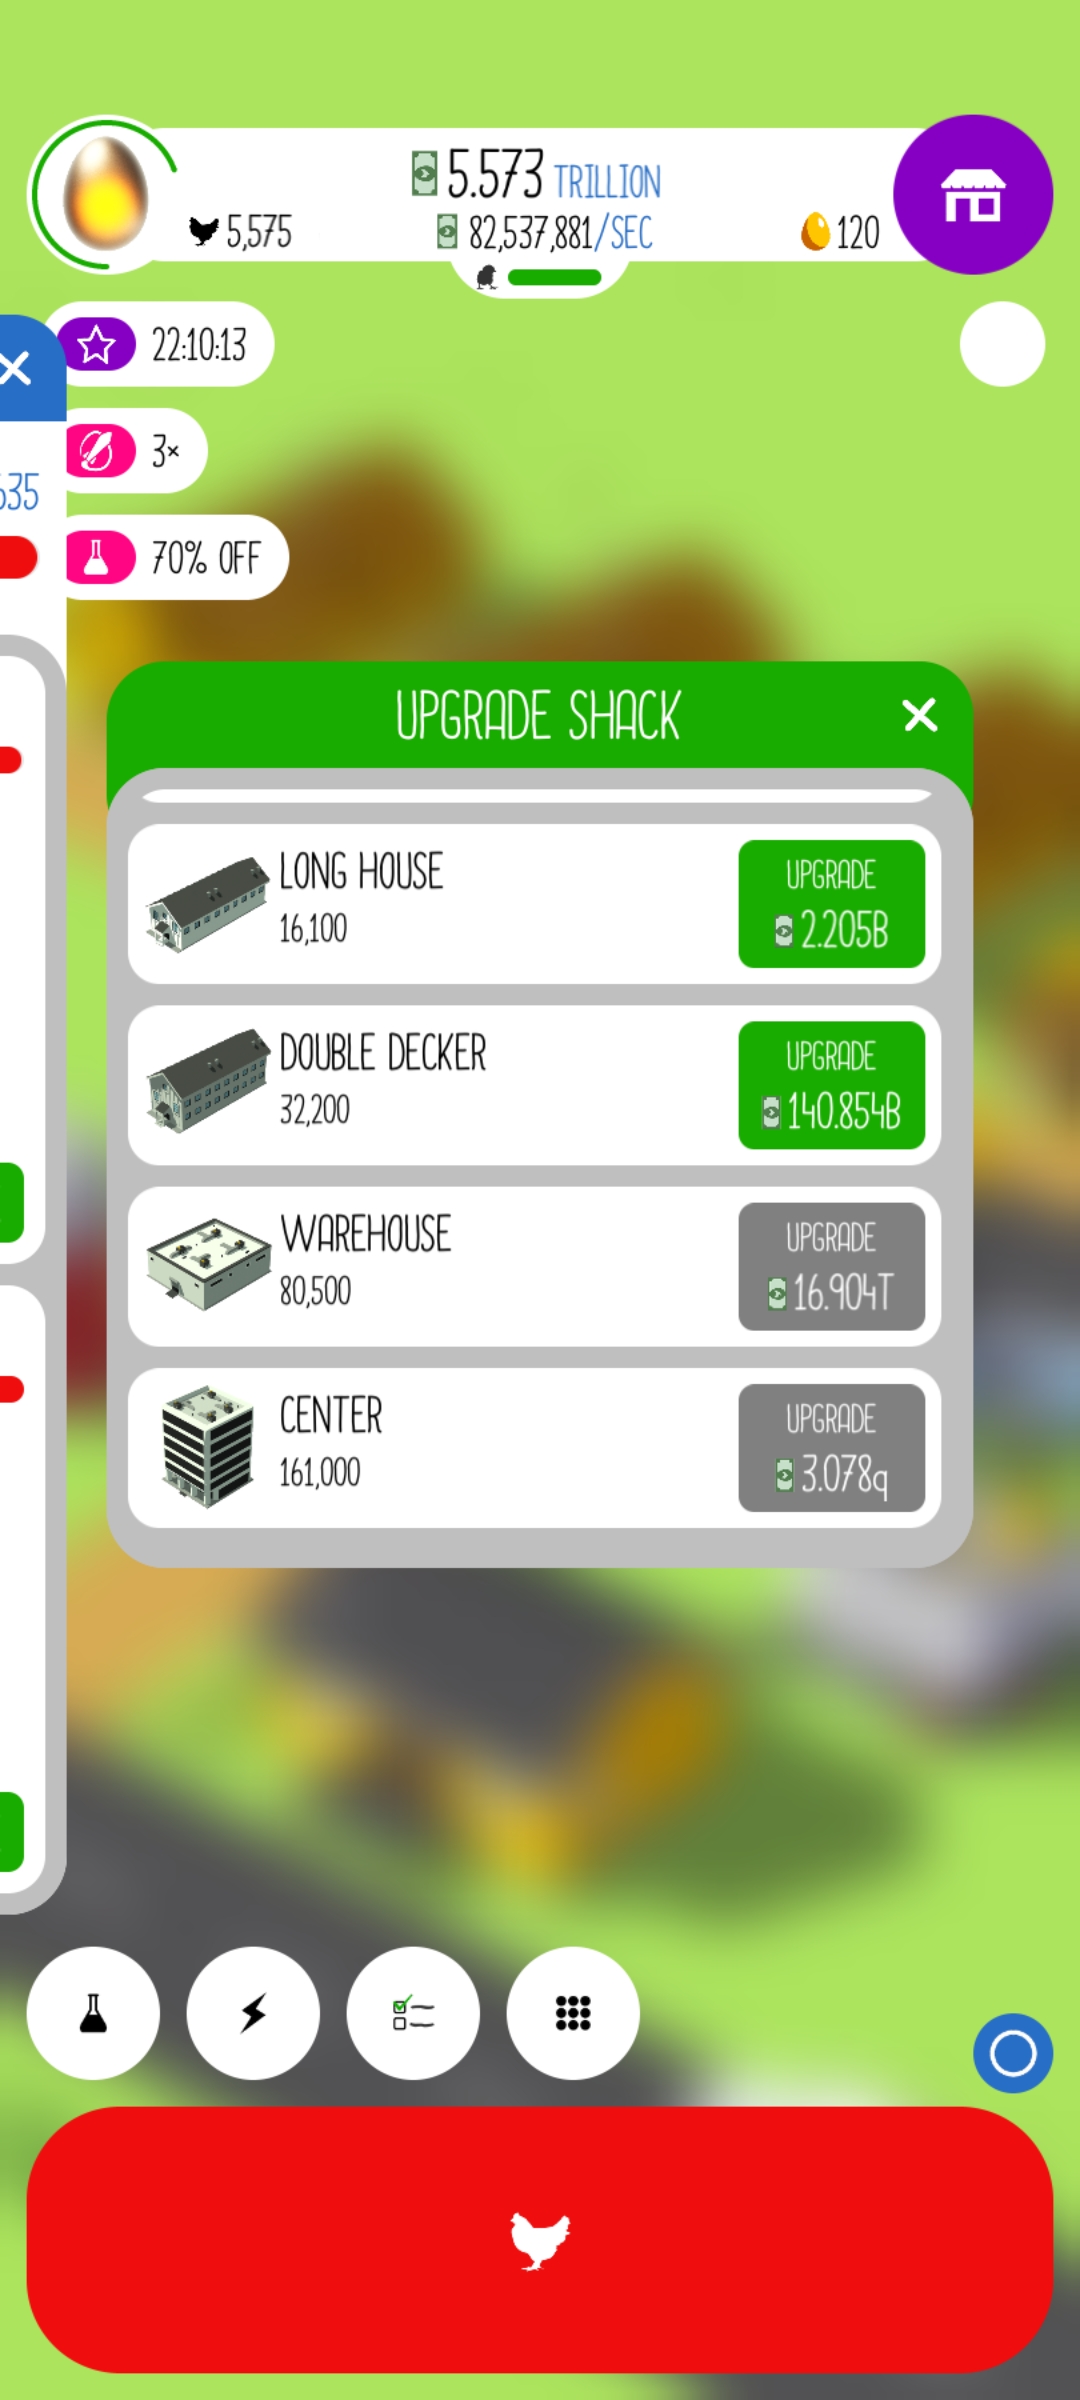 5.573 TRILLION
5,575
82,537,881/SEC
120
22:10:13
3×
635
70% OFF
UPGRADE SHACK
LONG HOUSE
16,100
UPGRADE
2.205B
DOUBLE DECKER
32,200
UPGRADE
140.854B
WAREHOUSE
80,500
UPGRADE
16.904T
CENTER
161,000
UPGRADE
3.078q